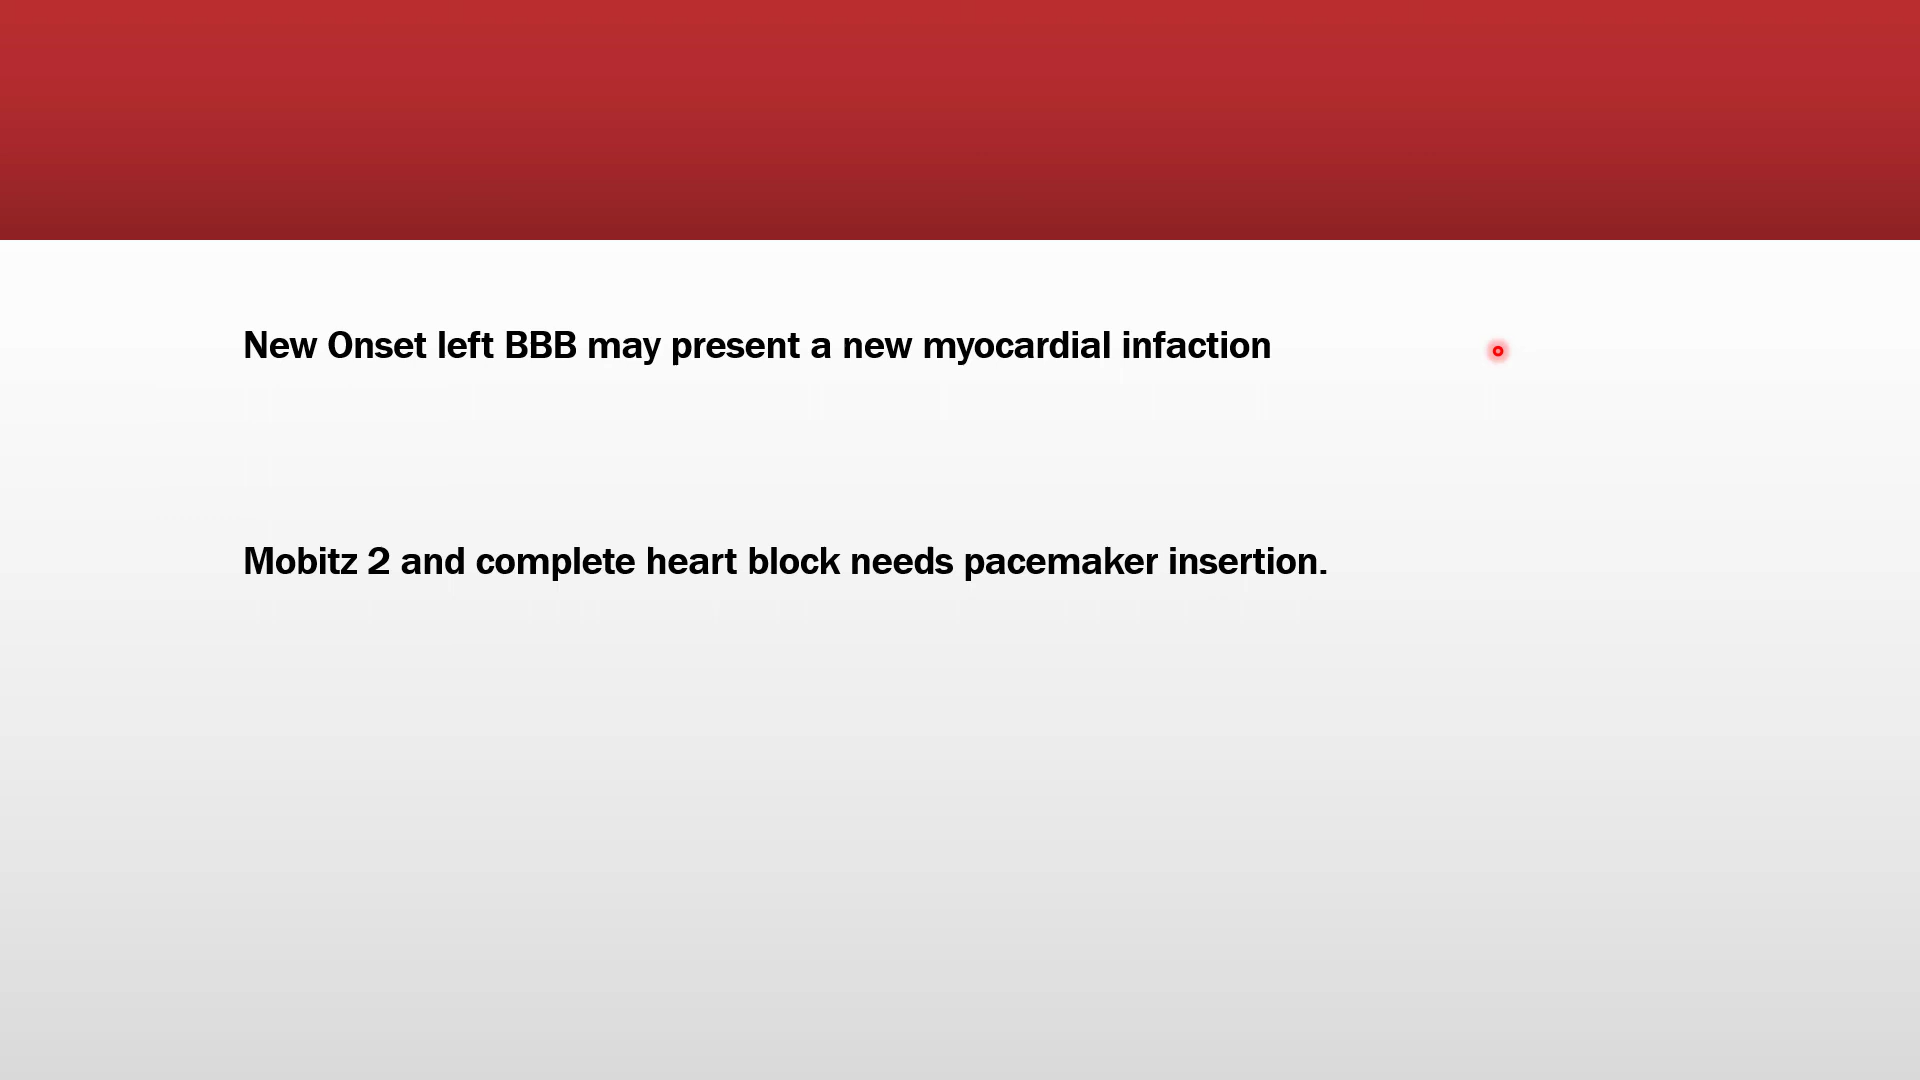 New Onset left BBB may present a new myocardial infaction
Mobitz 2 and complete heart block needs pacemaker insertion.